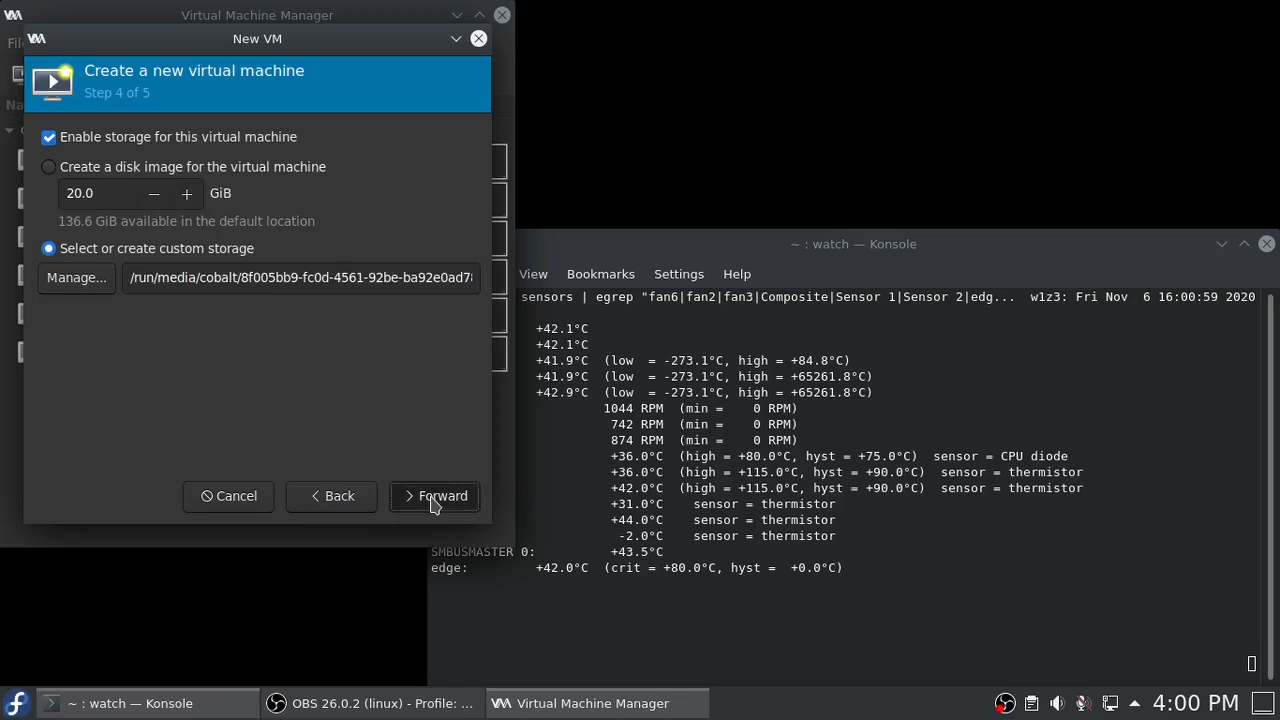 Virtual Machine Manager
New VM
Create a new virtual machine
Step 4 of 5
Enable storage for this virtual machine
Create a disk image for the virtual machine
20.0 − + GiB
136.6 GiB available in the default location
Select or create custom storage
Manage... /run/media/cobalt/8f005bb9-fc0d-4561-92be-ba92e0ad7
Cancel Back Forward
~ : watch — Konsole
View Bookmarks Settings Help
sensors | egrep "fan6|fan2|fan3|Composite|Sensor 1|Sensor 2|edg... w1z3: Fri Nov 6 16:00:59 2020
+42.1°C
+42.1°C
+41.9°C (low = -273.1°C, high = +84.8°C)
+41.9°C (low = -273.1°C, high = +65261.8°C)
+42.9°C (low = -273.1°C, high = +65261.8°C)
1044 RPM (min = 0 RPM)
742 RPM (min = 0 RPM)
874 RPM (min = 0 RPM)
+36.0°C (high = +80.0°C, hyst = +75.0°C) sensor = CPU diode
+36.0°C (high = +115.0°C, hyst = +90.0°C) sensor = thermistor
+42.0°C (high = +115.0°C, hyst = +90.0°C) sensor = thermistor
+31.0°C sensor = thermistor
+44.0°C sensor = thermistor
-2.0°C sensor = thermistor
SMBUSMASTER 0: +43.5°C
edge: +42.0°C (crit = +80.0°C, hyst = +0.0°C)
~ : watch — Konsole
OBS 26.0.2 (linux) - Profile: ...
Virtual Machine Manager
4:00 PM